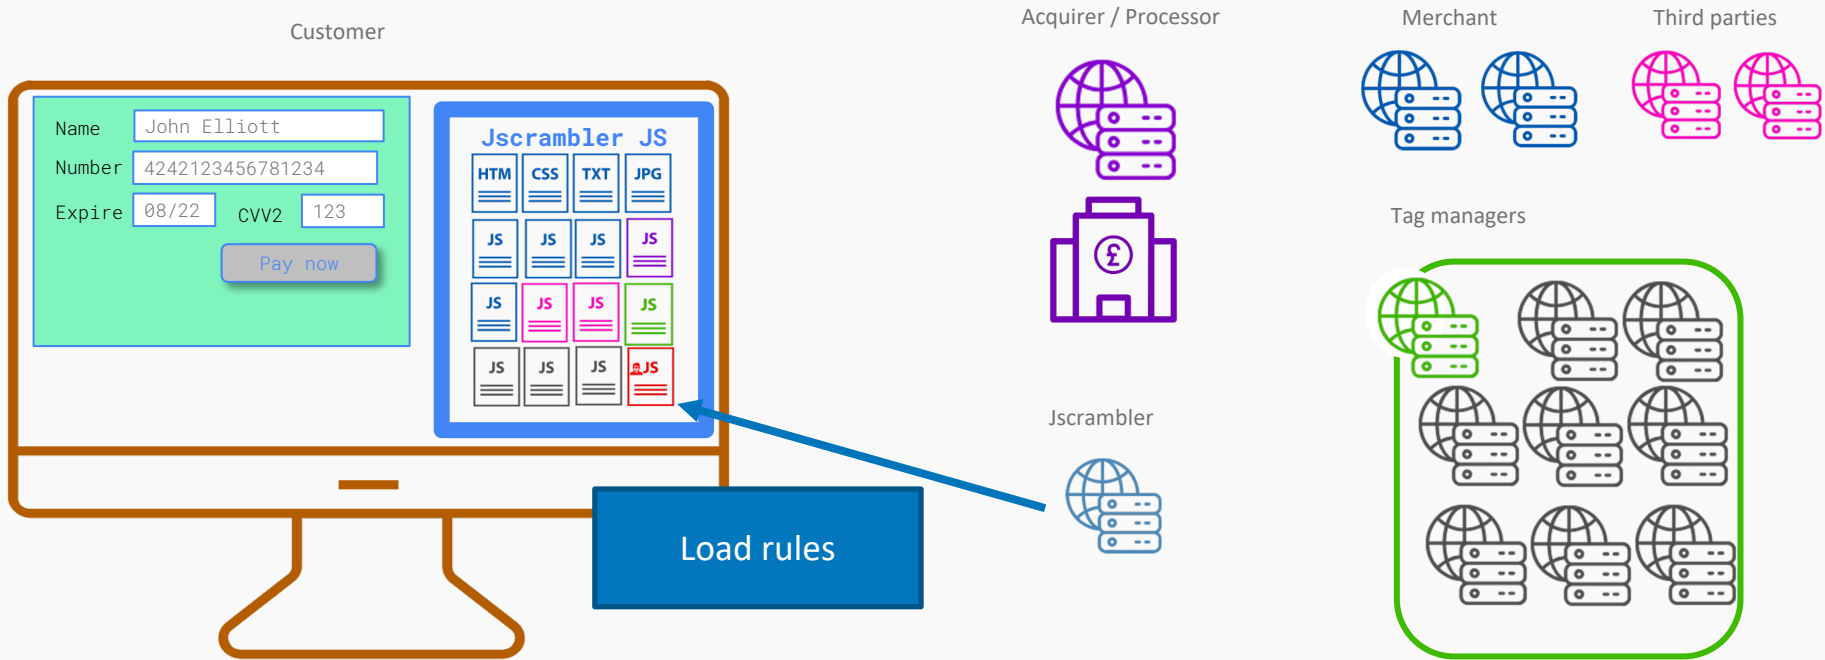 Customer
Acquirer / Processor
Merchant
Third parties
Name John Elliott
Number 4242123456781234
Expire 08/22 CVV2 123
Pay now
Jscrambler JS
HTM CSS TXT JPG
JS JS JS JS
JS JS JS JS
JS JS JS JS
£
Tag managers
Jscrambler
Load rules